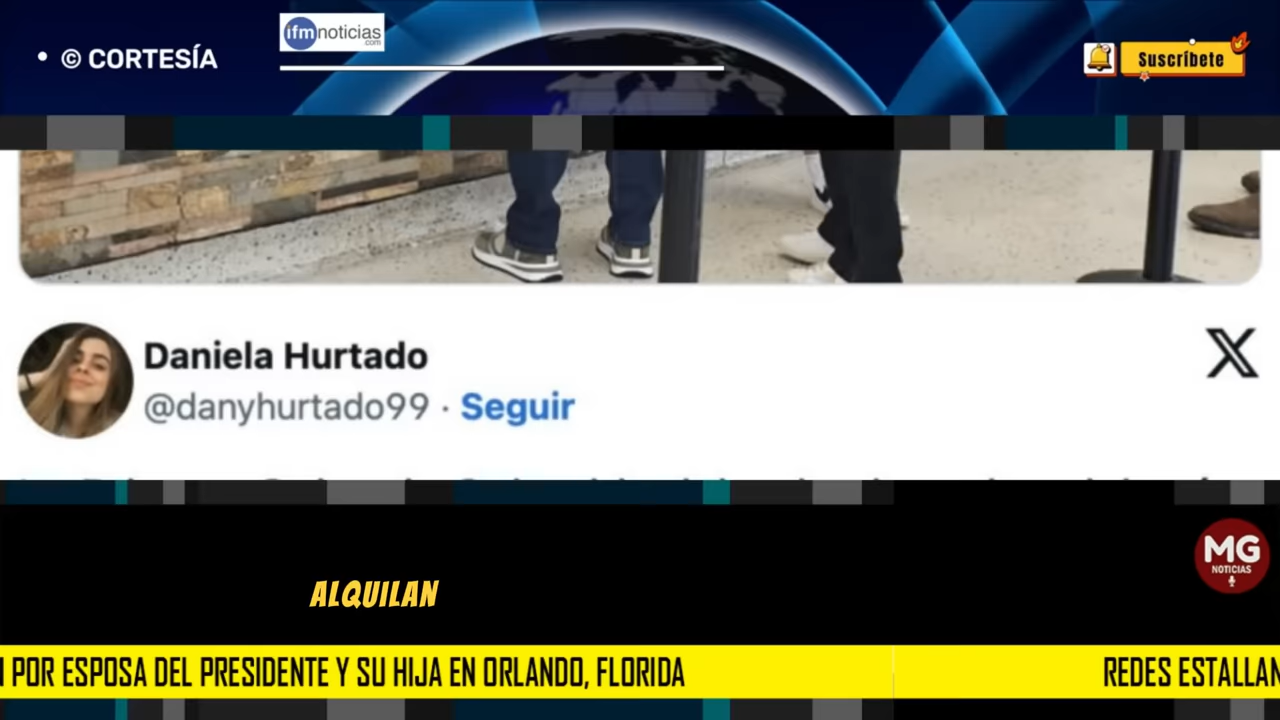 • © CORTESÍA
ifmnoticias
.com
Suscríbete
Daniela Hurtado
@danyhurtado99 · Seguir
ALQUILAN
MG
NOTICIAS
POR ESPOSA DEL PRESIDENTE Y SU HIJA EN ORLANDO, FLORIDA
REDES ESTALLAN